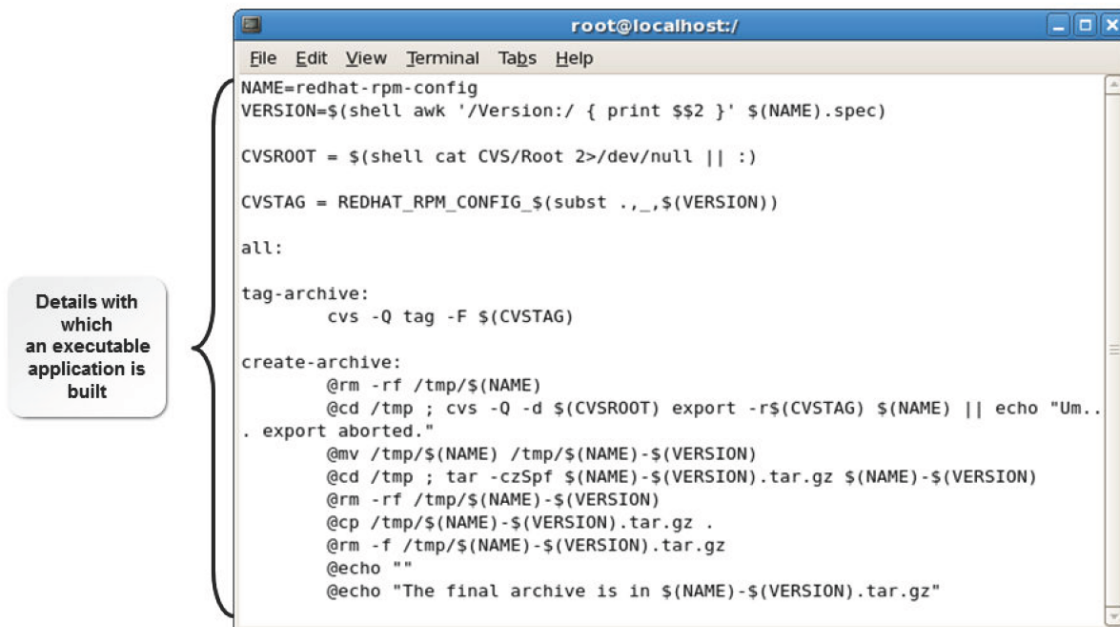 root@localhost:/
File Edit View Terminal Tabs Help
NAME=redhat-rpm-config
VERSION=$(shell awk '/Version:/ { print $$2 }' $(NAME).spec)
CVSROOT = $(shell cat CVS/Root 2>/dev/null || :)
CVSTAG = REDHAT_RPM_CONFIG_$(subst .,_,$(VERSION))
all:
tag-archive:
cvs -Q tag -F $(CVSTAG)
create-archive:
@rm -rf /tmp/$(NAME)
@cd /tmp ; cvs -Q -d $(CVSROOT) export -r$(CVSTAG) $(NAME) || echo "Um..
. export aborted."
@mv /tmp/$(NAME) /tmp/$(NAME)-$(VERSION)
@cd /tmp ; tar -czSpf $(NAME)-$(VERSION).tar.gz $(NAME)-$(VERSION)
@rm -rf /tmp/$(NAME)-$(VERSION)
@cp /tmp/$(NAME)-$(VERSION).tar.gz .
@rm -f /tmp/$(NAME)-$(VERSION).tar.gz
@echo ""
@echo "The final archive is in $(NAME)-$(VERSION).tar.gz"
Details with
which
an executable
application is
built